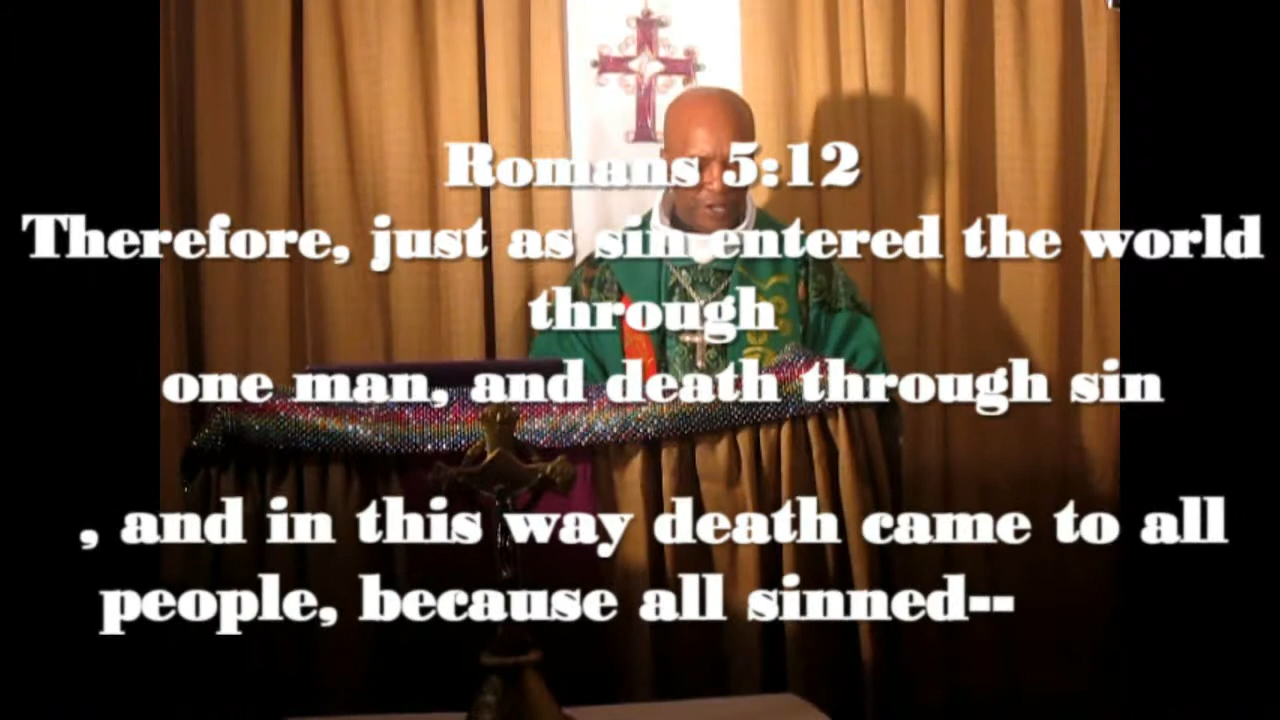 Romans 5:12
Therefore, just as sin entered the world
through
one man, and death through sin
, and in this way death came to all
people, because all sinned--